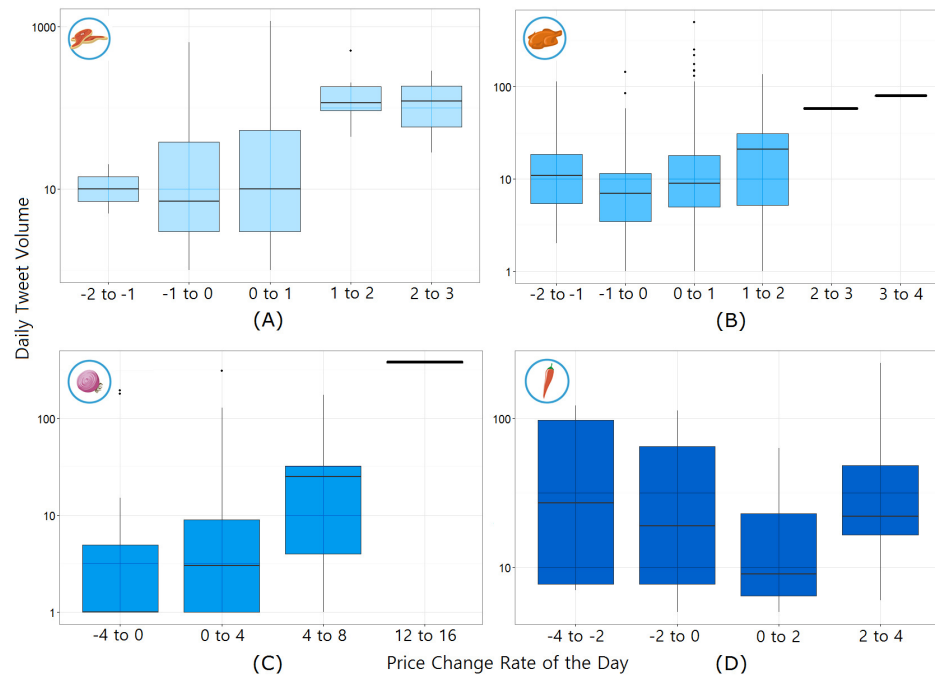 1000
10
-2 to -1 -1 to 0 0 to 1 1 to 2 2 to 3
(A)
100
10
1
-2 to -1 -1 to 0 0 to 1 1 to 2 2 to 3 3 to 4
(B)
Daily Tweet Volume
100
10
1
-4 to 0 0 to 4 4 to 8 12 to 16
(C)
100
10
-4 to -2 -2 to 0 0 to 2 2 to 4
(D)
Price Change Rate of the Day